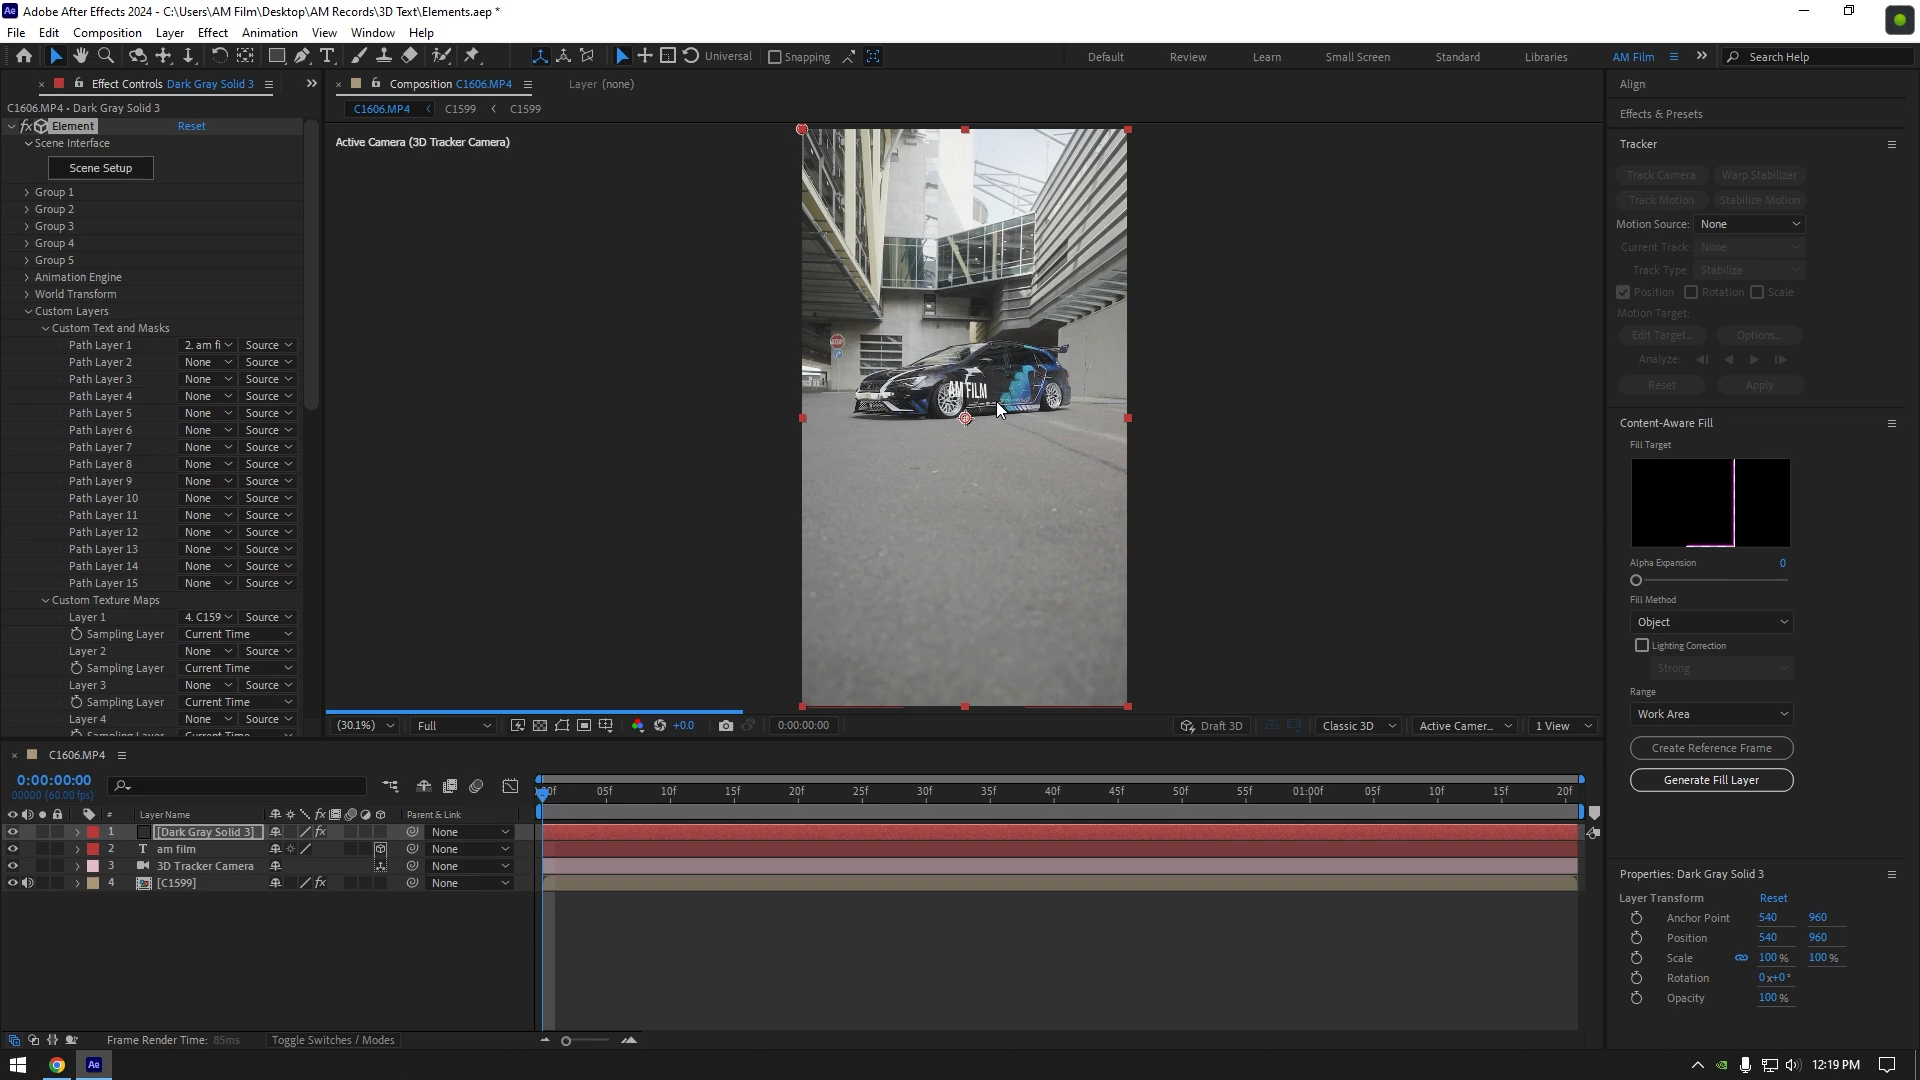 Adobe After Effects 2024 - C:\Users\AM Film\Desktop\AM Records\3D Text\Elements.aep *
File Edit Composition Layer Effect Animation View Window Help
Universal Snapping Default Review Learn Small Screen Standard Libraries AM Film Search Help
Effect Controls Dark Gray Solid 3
C1606.MP4 • Dark Gray Solid 3
fx Element Reset
Scene Interface
Scene Setup
Group 1
Group 2
Group 3
Group 4
Group 5
Animation Engine
World Transform
Custom Layers
Custom Text and Masks
Path Layer 1 2. am fi Source
Path Layer 2 None Source
Path Layer 3 None Source
Path Layer 4 None Source
Path Layer 5 None Source
Path Layer 6 None Source
Path Layer 7 None Source
Path Layer 8 None Source
Path Layer 9 None Source
Path Layer 10 None Source
Path Layer 11 None Source
Path Layer 12 None Source
Path Layer 13 None Source
Path Layer 14 None Source
Path Layer 15 None Source
Custom Texture Maps
Layer 1 4. C159 Source
Sampling Layer Current Time
Layer 2 None Source
Sampling Layer Current Time
Layer 3 None Source
Sampling Layer Current Time
Layer 4 None Source
Sampling Layer Current Time
Composition C1606.MP4 Layer (none)
C1606.MP4 C1599 C1599
Active Camera (3D Tracker Camera)
STOP
AM FILM
(30.1%) Full +0.0 0:00:00:00 Draft 3D Classic 3D Active Camer... 1 View
Align
Effects & Presets
Tracker
Track Camera Warp Stabilizer
Track Motion Stabilize Motion
Motion Source: None
Current Track: None
Track Type: Stabilize
Position Rotation Scale
Motion Target:
Edit Target... Options...
Analyze:
Reset Apply
Content-Aware Fill
Fill Target
Alpha Expansion 0
Fill Method
Object
Lighting Correction
Strong
Range
Work Area
Create Reference Frame
Generate Fill Layer
Properties: Dark Gray Solid 3
Layer Transform Reset
Anchor Point 540 960
Position 540 960
Scale 100 % 100 %
Rotation 0x+0°
Opacity 100 %
C1606.MP4
0:00:00:00
00000 (60.00 fps)
:00f 05f 10f 15f 20f 25f 30f 35f 40f 45f 50f 55f 01:00f 05f 10f 15f 20f
# Layer Name fx Parent & Link
1 [Dark Gray Solid 3] fx None
2 T am film None
3 3D Tracker Camera None
4 [C1599] fx None
Frame Render Time: 85ms Toggle Switches / Modes
Ae 12:19 PM